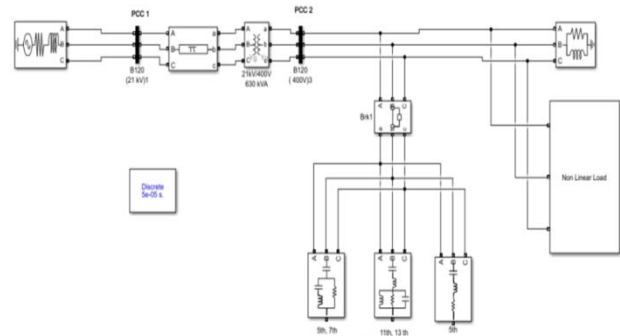 PCC 1
PCC 2
A
B
C
A
B
C
a
b
c
A
B
C
a
b
c
A
B
C
B120
(21 kV)1
21kV/400V
630 kVA
B120
( 400V)3
Brk1
A
B
C
a
b
c
Non Linear Load
Discrete
5e-05 s.
A
B
C
A
B
C
A
B
C
5th, 7th
11th, 13 th
5th